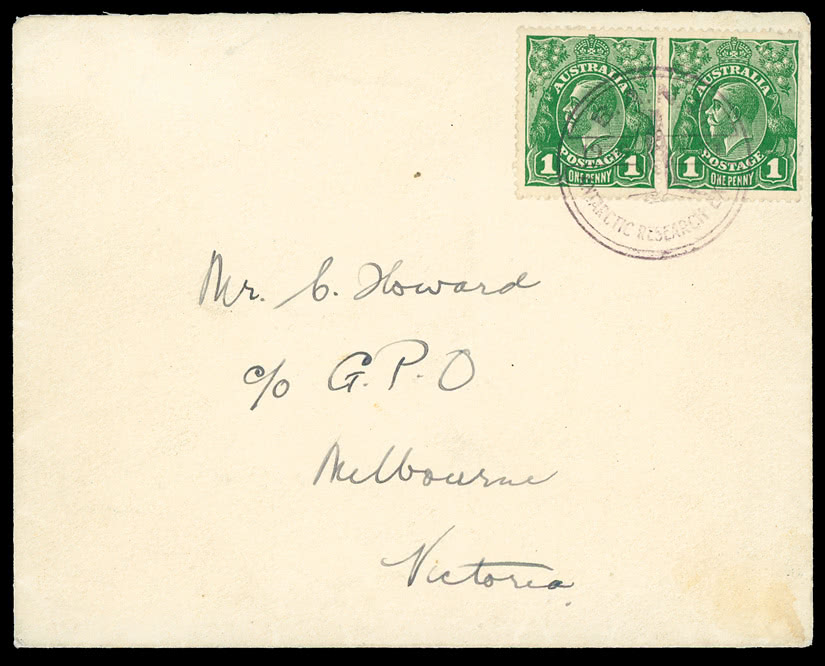 AUSTRALIA AUSTRALIA
1 POSTAGE 1 1 POSTAGE 1
ONE PENNY ONE PENNY
ANTARCTIC RESEARCH
Mr. C. Howard
c/o G.P.O
Melbourne
Victoria.